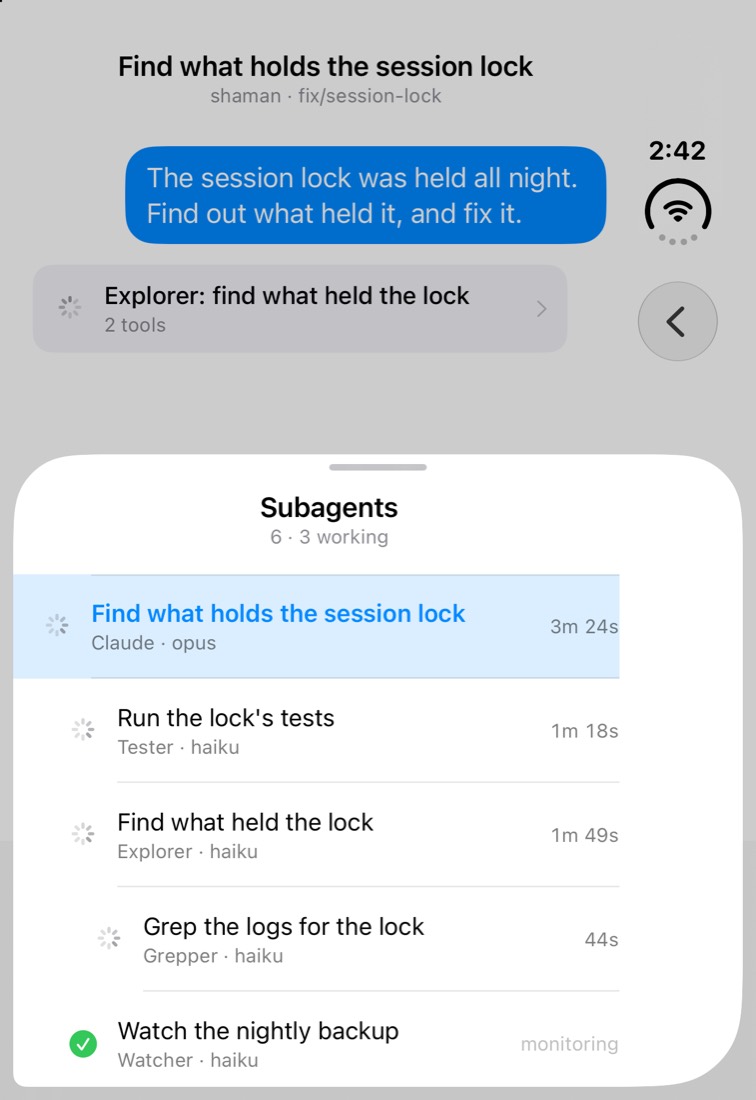 Find what holds the session lock
shaman · fix/session-lock
2:42
The session lock was held all night.
Find out what held it, and fix it.
Explorer: find what held the lock
2 tools
Subagents
6 · 3 working
Find what holds the session lock
Claude · opus
3m 24s
Run the lock's tests
Tester · haiku
1m 18s
Find what held the lock
Explorer · haiku
1m 49s
Grep the logs for the lock
Grepper · haiku
44s
Watch the nightly backup
Watcher · haiku
monitoring